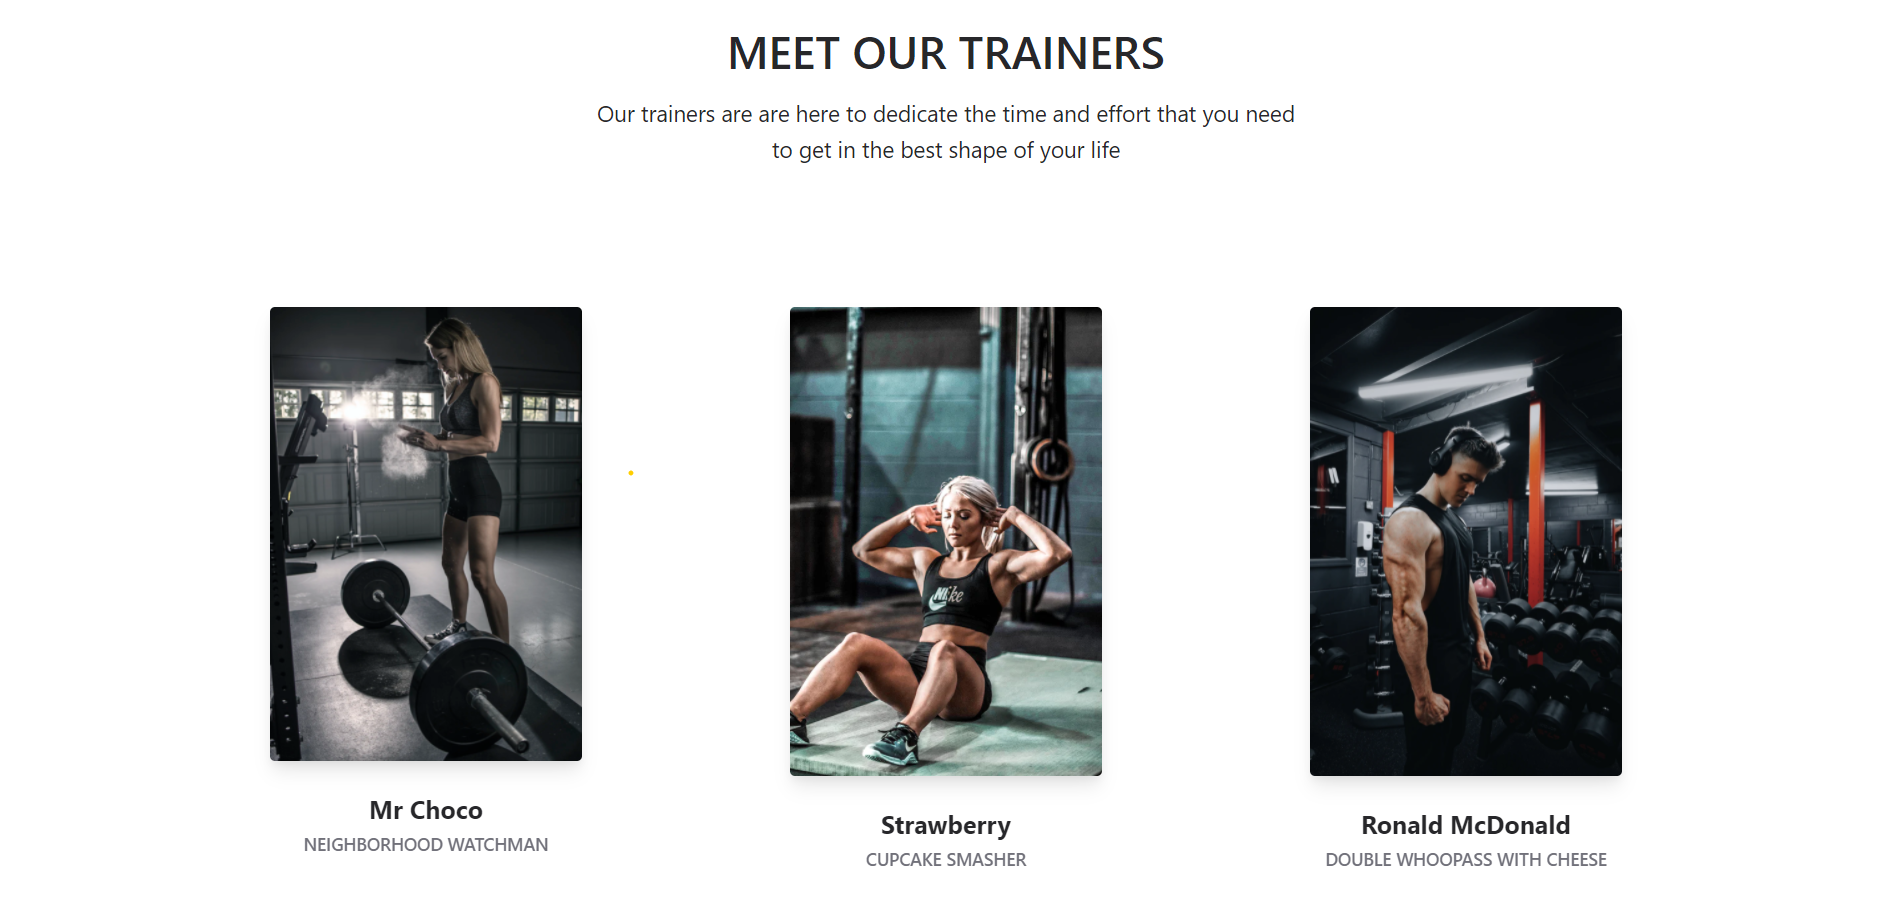 MEET OUR TRAINERS
Our trainers are are here to dedicate the time and effort that you need
to get in the best shape of your life
Nike
Mr Choco
NEIGHBORHOOD WATCHMAN
Strawberry
CUPCAKE SMASHER
Ronald McDonald
DOUBLE WHOOPASS WITH CHEESE